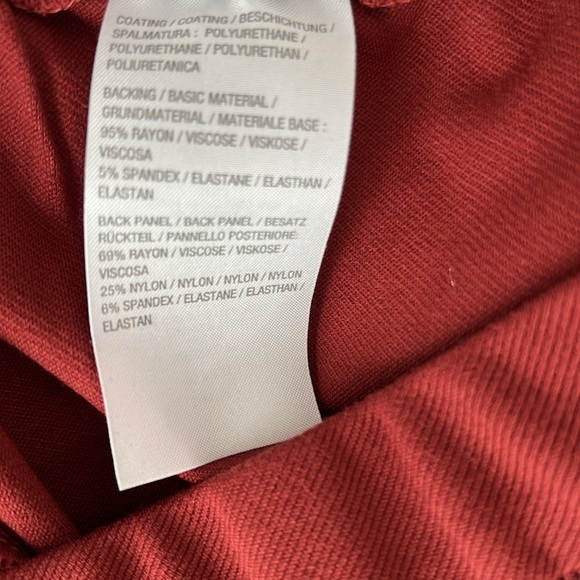 COATING / COATING / BESCHICHTUNG /
SPALMATURA : POLYURETHANE /
POLYURETHANE / POLYURETHAN /
POLIURETANICA
BACKING / BASIC MATERIAL /
GRUNDMATERIAL / MATERIALE BASE :
95% RAYON / VISCOSE / VISKOSE /
VISCOSA
5% SPANDEX / ELASTANE / ELASTHAN /
ELASTAN
BACK PANEL / BACK PANEL / BESATZ
RÜCKTEIL / PANNELLO POSTERIORE:
69% RAYON / VISCOSE / VISKOSE /
VISCOSA
25% NYLON / NYLON / NYLON / NYLON
6% SPANDEX / ELASTANE / ELASTHAN /
ELASTAN